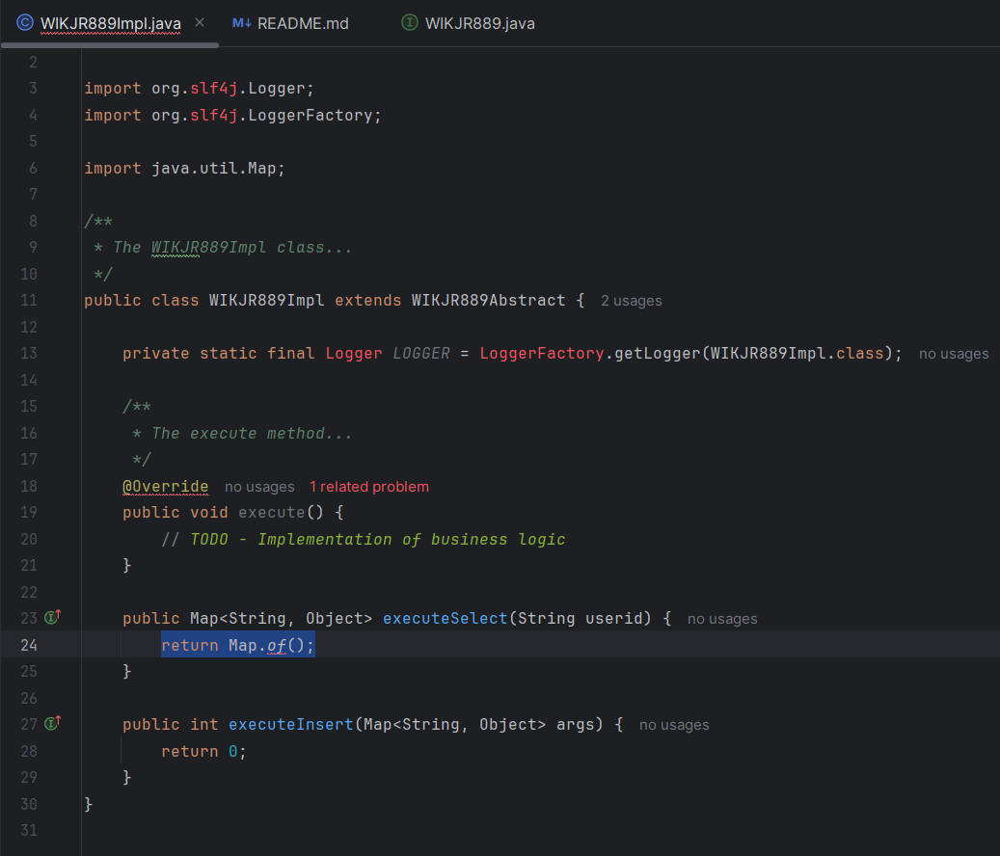 WIKJR889Impl.java × M↓ README.md I WIKJR889.java
2
3 import org.slf4j.Logger;
4 import org.slf4j.LoggerFactory;
5
6 import java.util.Map;
7
8 /**
9 * The WIKJR889Impl class...
10 */
11 public class WIKJR889Impl extends WIKJR889Abstract { 2 usages
12
13 private static final Logger LOGGER = LoggerFactory.getLogger(WIKJR889Impl.class); no usages
14
15 /**
16 * The execute method...
17 */
18 @Override no usages 1 related problem
19 public void execute() {
20 // TODO - Implementation of business logic
21 }
22
23 public Map<String, Object> executeSelect(String userid) { no usages
24 return Map.of();
25 }
26
27 public int executeInsert(Map<String, Object> args) { no usages
28 return 0;
29 }
30 }
31